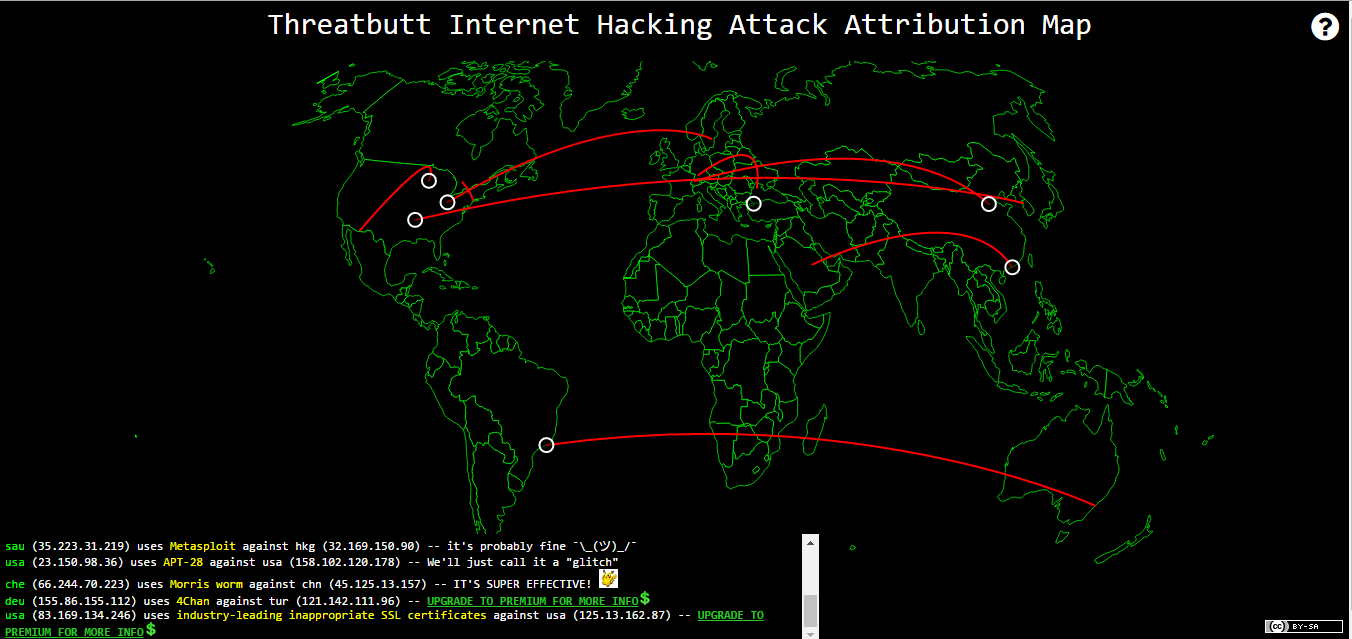 Threatbutt Internet Hacking Attack Attribution Map
?
sau (35.223.31.219) uses Metasploit against hkg (32.169.150.90) -- it's probably fine ¯\_(ツ)_/¯
usa (23.150.98.36) uses APT-28 against usa (158.102.120.178) -- We'll just call it a "glitch"
che (66.244.70.223) uses Morris worm against chn (45.125.13.157) -- IT'S SUPER EFFECTIVE!
deu (155.86.155.112) uses 4Chan against tur (121.142.111.96) -- UPGRADE TO PREMIUM FOR MORE INFO$
usa (83.169.134.246) uses industry-leading inappropriate SSL certificates against usa (125.13.162.87) -- UPGRADE TO
PREMIUM FOR MORE INFO$
cc BY-SA